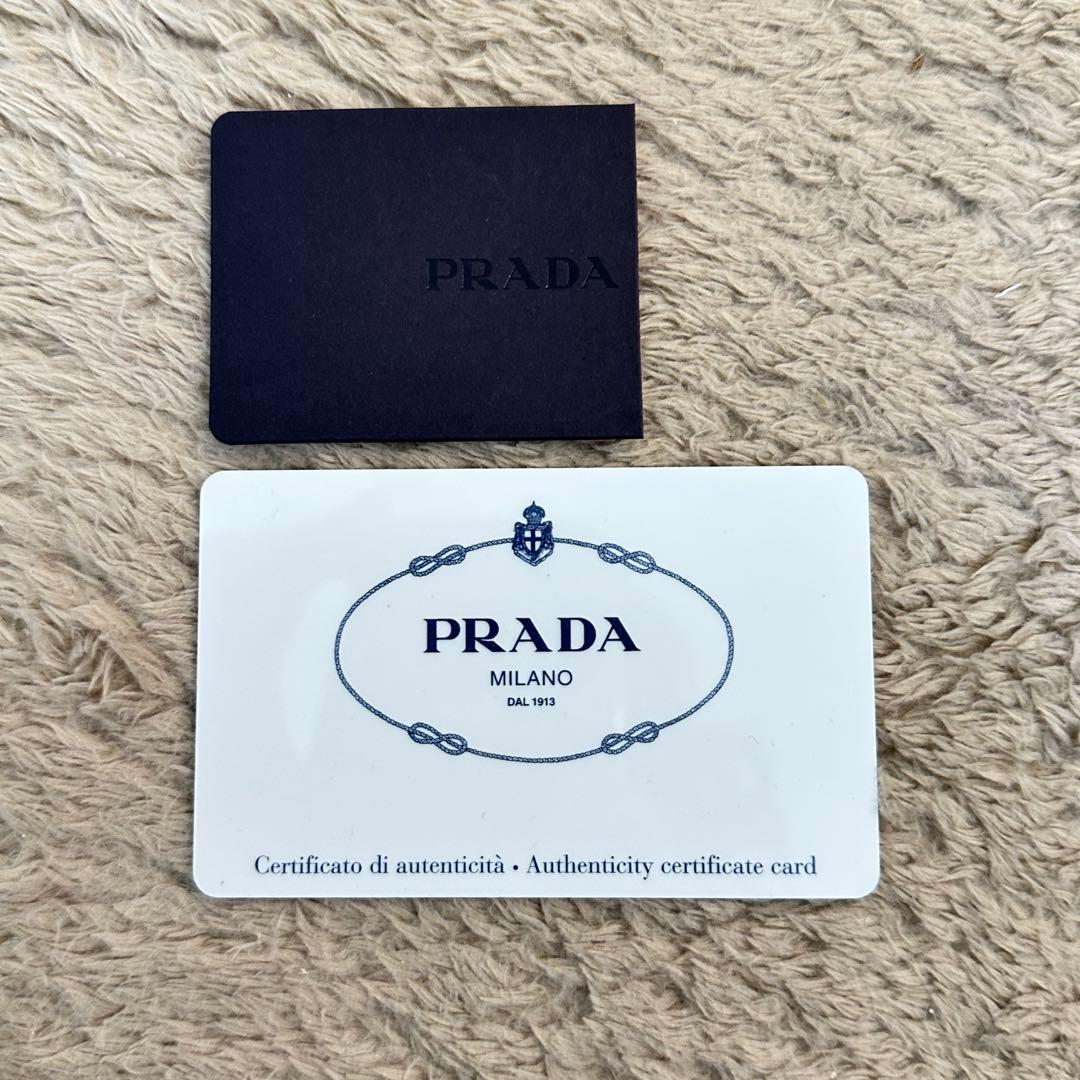 PRADA
PRADA
MILANO
DAL 1913
Certificato di autenticità • Authenticity certificate card